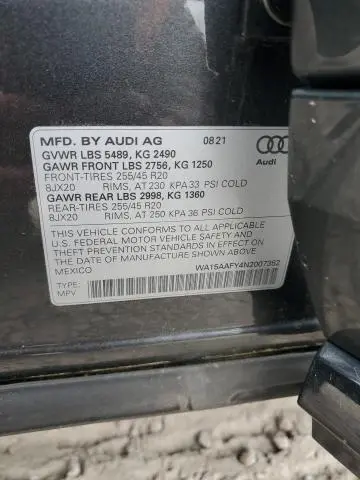 MFD. BY AUDI AG 08 21
GVWR LBS 5489, KG 2490
GAWR FRONT LBS 2756, KG 1250
FRONT-TIRES 255/45 R20
8JX20 RIMS, AT 230 KPA 33 PSI COLD
GAWR REAR LBS 2998, KG 1360
REAR-TIRES 255/45 R20
8JX20 RIMS, AT 250 KPA 36 PSI COLD
Audi
THIS VEHICLE CONFORMS TO ALL APPLICABLE
U.S. FEDERAL MOTOR VEHICLE SAFETY, BUMPER AND
THEFT PREVENTION STANDARDS IN EFFECT ON THE
DATE OF MANUFACTURE SHOWN ABOVE.
MEXICO
WA15AAFY4N2007352
TYPE:
MPV